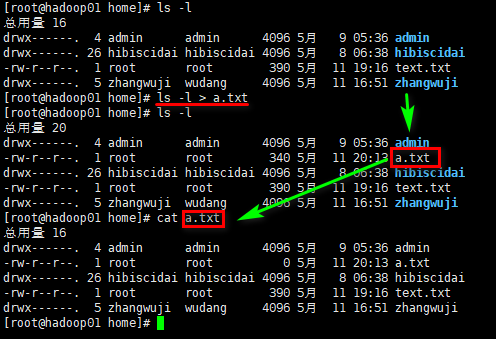 [root@hadoop01 home]# ls -l
总用量 16
drwx------.  4 admin      admin      4096 5月   9 05:36 admin
drwx------. 26 hibiscidai hibiscidai 4096 5月   8 06:38 hibiscidai
-rw-r--r--.  1 root       root        390 5月  11 19:16 text.txt
drwx------.  5 zhangwuji  wudang     4096 5月  11 16:51 zhangwuji
[root@hadoop01 home]# ls -l > a.txt
[root@hadoop01 home]# ls -l
总用量 20
drwx------.  4 admin      admin      4096 5月   9 05:36 admin
-rw-r--r--.  1 root       root        340 5月  11 20:13 a.txt
drwx------. 26 hibiscidai hibiscidai 4096 5月   8 06:38 hibiscidai
-rw-r--r--.  1 root       root        390 5月  11 19:16 text.txt
drwx------.  5 zhangwuji  wudang     4096 5月  11 16:51 zhangwuji
[root@hadoop01 home]# cat a.txt
总用量 16
drwx------.  4 admin      admin      4096 5月   9 05:36 admin
-rw-r--r--.  1 root       root          0 5月  11 20:13 a.txt
drwx------. 26 hibiscidai hibiscidai 4096 5月   8 06:38 hibiscidai
-rw-r--r--.  1 root       root        390 5月  11 19:16 text.txt
drwx------.  5 zhangwuji  wudang     4096 5月  11 16:51 zhangwuji
[root@hadoop01 home]#